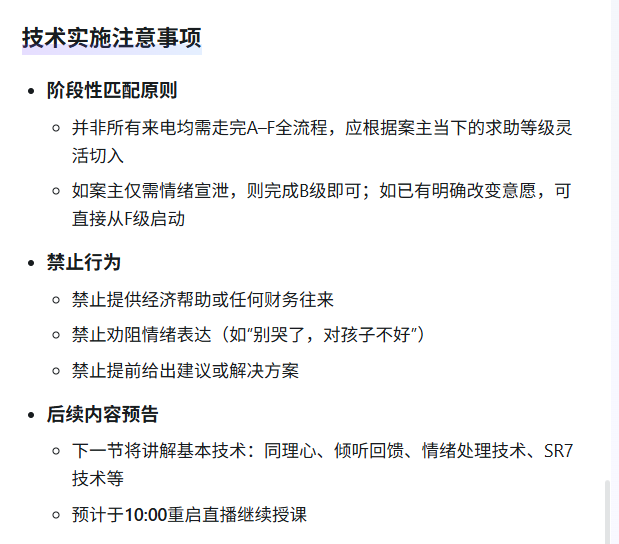 技术实施注意事项
阶段性匹配原则
并非所有来电均需走完A–F全流程，应根据案主当下的求助等级灵
活切入
如案主仅需情绪宣泄，则完成B级即可；如已有明确改变意愿，可
直接从F级启动
禁止行为
禁止提供经济帮助或任何财务往来
禁止劝阻情绪表达（如“别哭了，对孩子不好”）
禁止提前给出建议或解决方案
后续内容预告
下一节将讲解基本技术：同理心、倾听回馈、情绪处理技术、SR7
技术等
预计于10:00重启直播继续授课